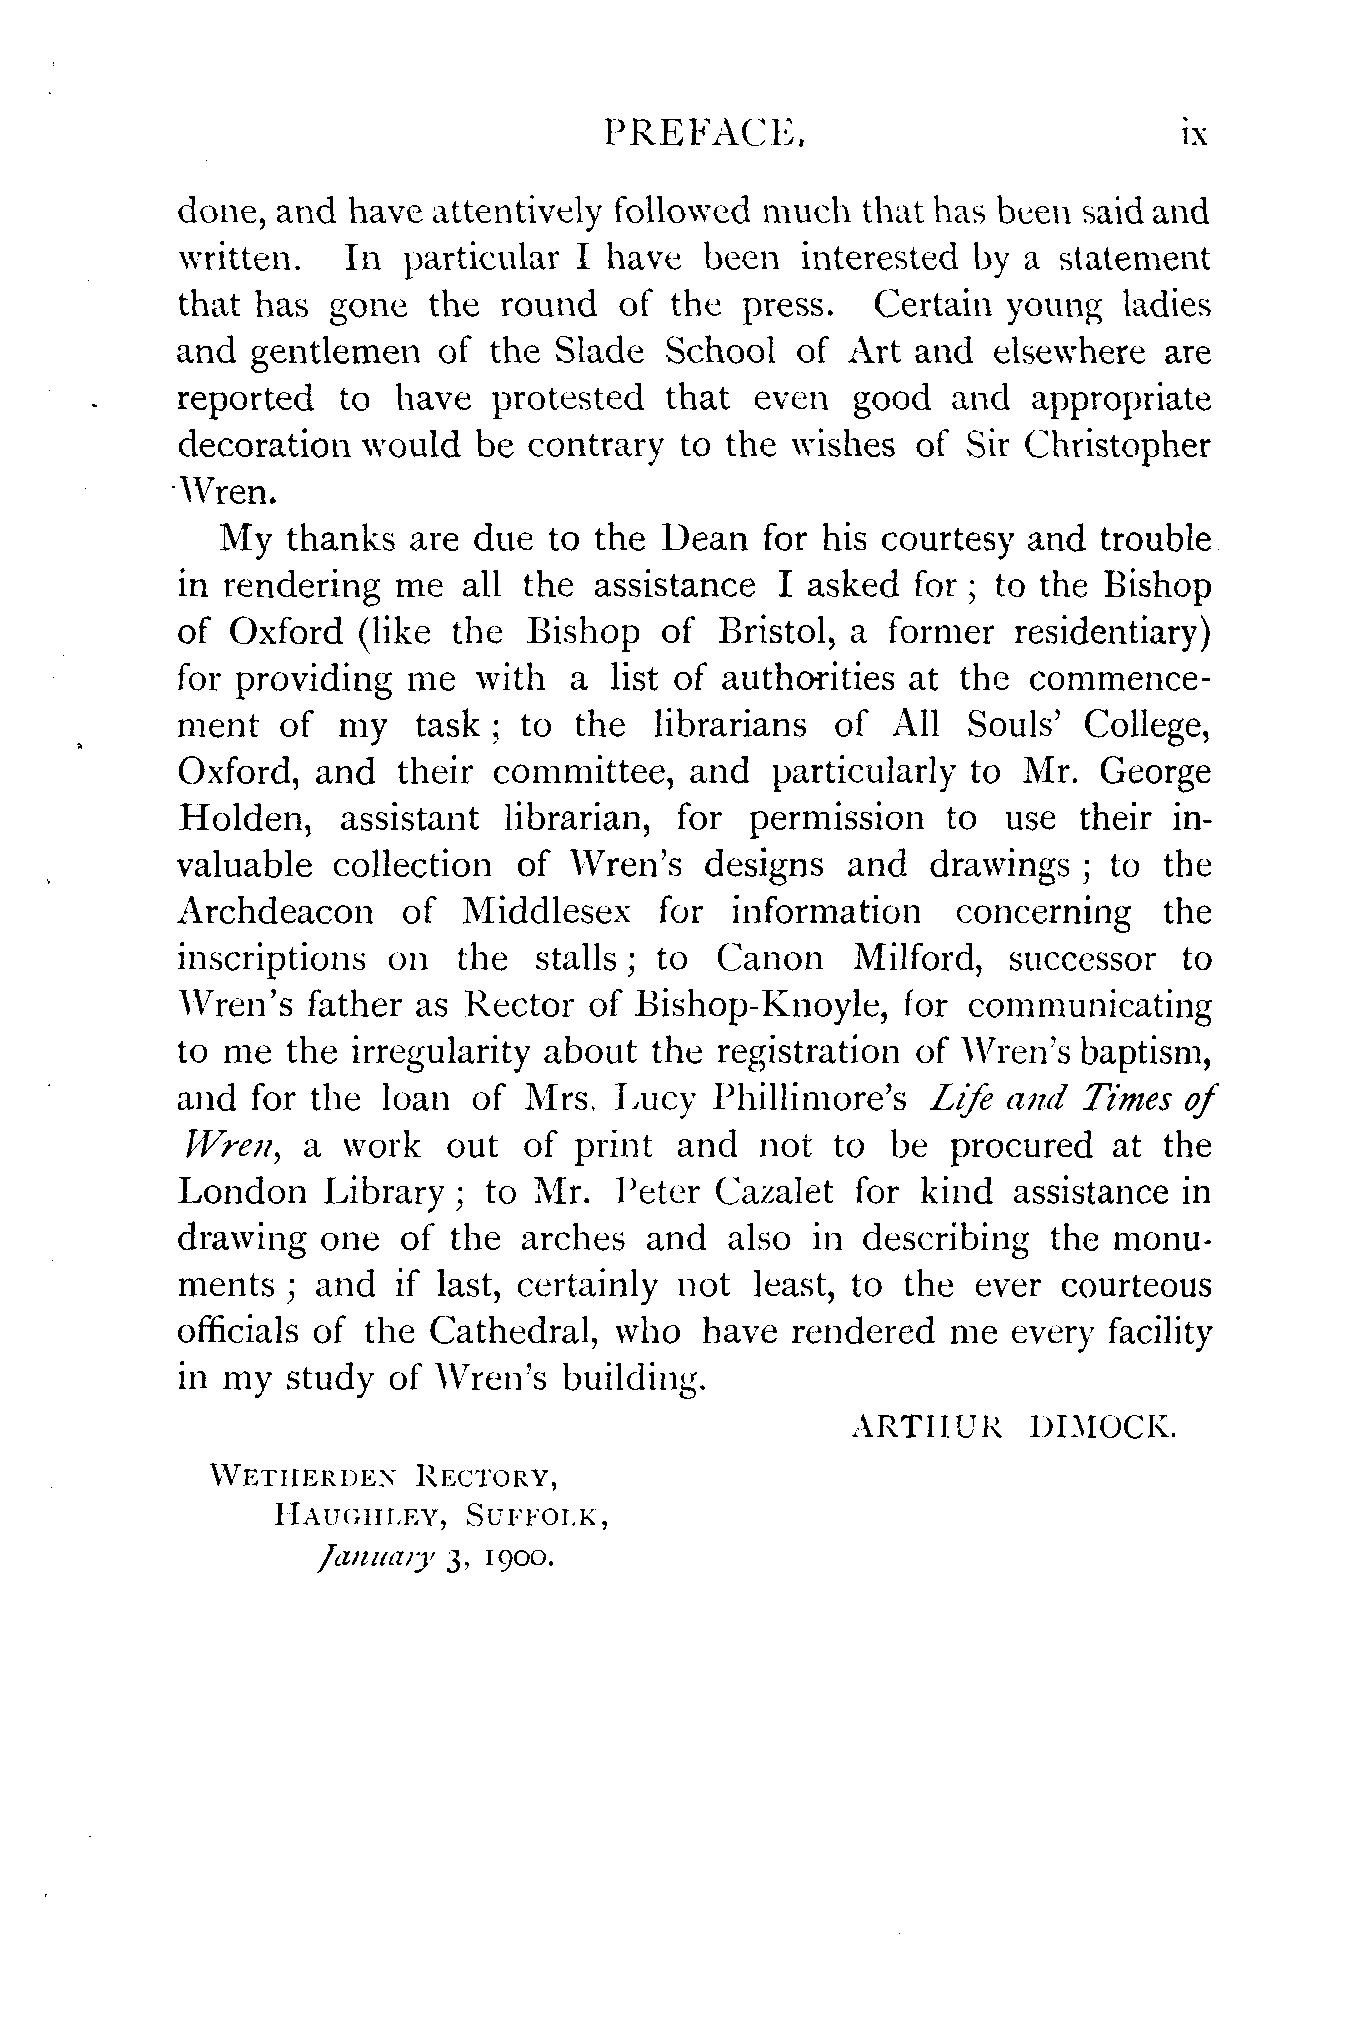 PREFACE. ix
done, and have attentively followed much that has been said and
written. In particular I have been interested by a statement
that has gone the round of the press. Certain young ladies
and gentlemen of the Slade School of Art and elsewhere are
reported to have protested that even good and appropriate
decoration would be contrary to the wishes of Sir Christopher
Wren.
My thanks are due to the Dean for his courtesy and trouble
in rendering me all the assistance I asked for ; to the Bishop
of Oxford (like the Bishop of Bristol, a former residentiary)
for providing me with a list of authorities at the commence-
ment of my task ; to the librarians of All Souls' College,
Oxford, and their committee, and particularly to Mr. George
Holden, assistant librarian, for permission to use their in-
valuable collection of Wren's designs and drawings ; to the
Archdeacon of Middlesex for information concerning the
inscriptions on the stalls ; to Canon Milford, successor to
Wren's father as Rector of Bishop-Knoyle, for communicating
to me the irregularity about the registration of Wren's baptism,
and for the loan of Mrs. Lucy Phillimore's Life and Times of
Wren, a work out of print and not to be procured at the
London Library ; to Mr. Peter Cazalet for kind assistance in
drawing one of the arches and also in describing the monu-
ments ; and if last, certainly not least, to the ever courteous
officials of the Cathedral, who have rendered me every facility
in my study of Wren's building.
ARTHUR DIMOCK.
WETHERDEN RECTORY,
HAUGHLEY, SUFFOLK,
January 3, 1900.